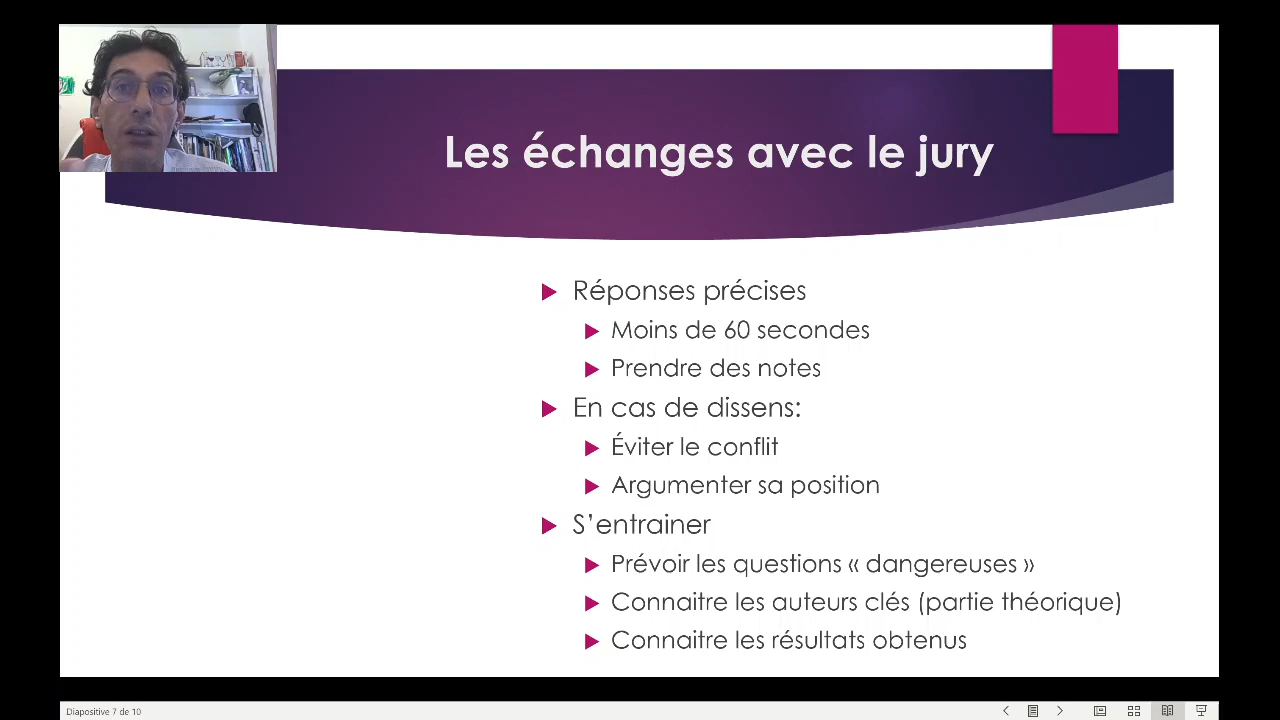 Les échanges avec le jury
Réponses précises
Moins de 60 secondes
Prendre des notes
En cas de dissens:
Éviter le conflit
Argumenter sa position
S'entrainer
Prévoir les questions « dangereuses »
Connaitre les auteurs clés (partie théorique)
Connaitre les résultats obtenus
Diapositive 7 de 10